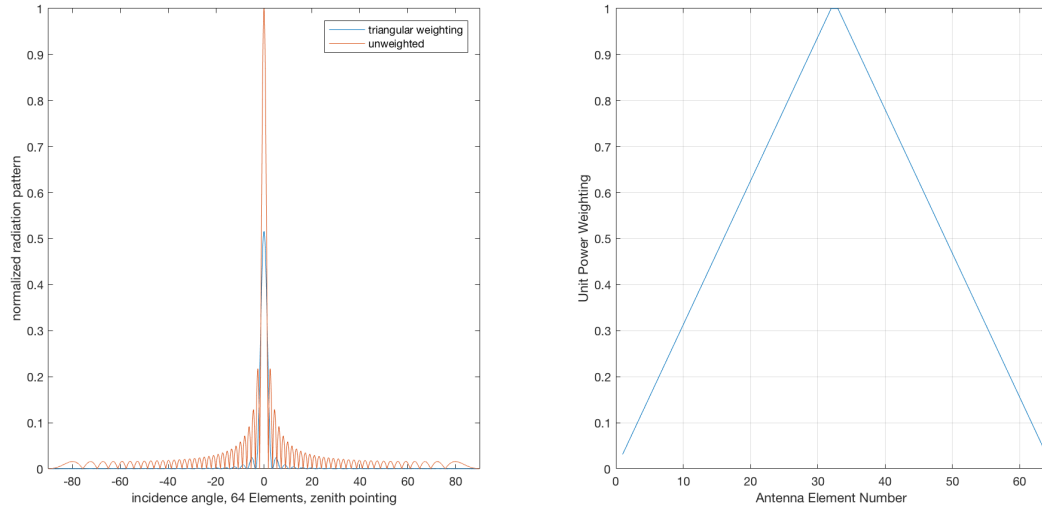 1
0.9
0.8
0.7
0.6
0.5
0.4
0.3
0.2
0.1
0
normalized radiation pattern
triangular weighting
unweighted
-80 -60 -40 -20 0 20 40 60 80
incidence angle, 64 Elements, zenith pointing
1
0.9
0.8
0.7
0.6
0.5
0.4
0.3
0.2
0.1
0
Unit Power Weighting
0 10 20 30 40 50 60
Antenna Element Number